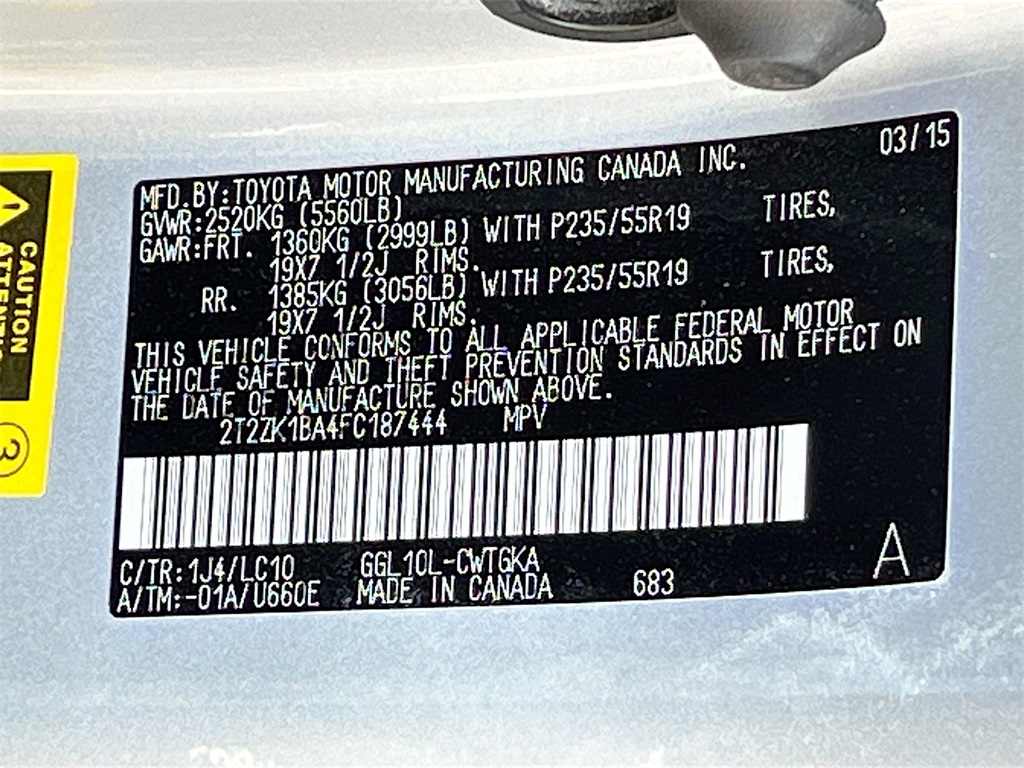 03/15
MFD.BY:TOYOTA MOTOR MANUFACTURING CANADA INC.
GVWR:2520KG (5560LB)
GAWR:FRT. 1360KG (2999LB) WITH P235/55R19 TIRES,
19X7 1/2J RIMS.
RR. 1385KG (3056LB) WITH P235/55R19 TIRES,
19X7 1/2J RIMS.
THIS VEHICLE CONFORMS TO ALL APPLICABLE FEDERAL MOTOR
VEHICLE SAFETY AND THEFT PREVENTION STANDARDS IN EFFECT ON
THE DATE OF MANUFACTURE SHOWN ABOVE.
2T2ZK1BA4FC187444 MPV
C/TR:1J4/LC10 GGL10L-CWTGKA
A/TM:-01A/U660E MADE IN CANADA 683
A
CAUTION
3